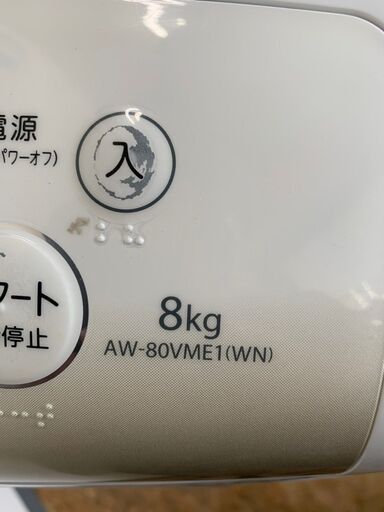 電源
パワーオフ)
入
ート
停止
8kg
AW-80VME1(WN)